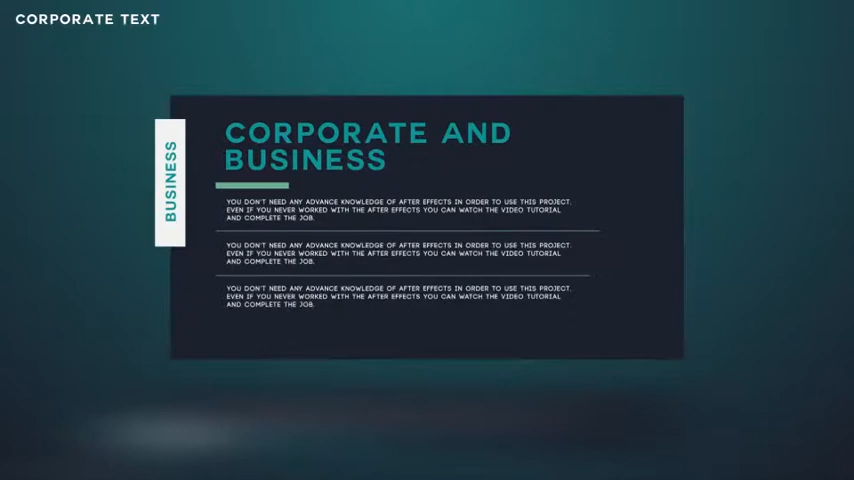 CORPORATE TEXT
CORPORATE AND
BUSINESS
BUSINESS
YOU DON'T NEED ANY ADVANCE KNOWLEDGE OF AFTER EFFECTS IN ORDER TO USE THIS PROJECT.
EVEN IF YOU NEVER WORKED WITH THE AFTER EFFECTS YOU CAN WATCH THE VIDEO TUTORIAL
AND COMPLETE THE JOB.
YOU DON'T NEED ANY ADVANCE KNOWLEDGE OF AFTER EFFECTS IN ORDER TO USE THIS PROJECT.
EVEN IF YOU NEVER WORKED WITH THE AFTER EFFECTS YOU CAN WATCH THE VIDEO TUTORIAL
AND COMPLETE THE JOB.
YOU DON'T NEED ANY ADVANCE KNOWLEDGE OF AFTER EFFECTS IN ORDER TO USE THIS PROJECT.
EVEN IF YOU NEVER WORKED WITH THE AFTER EFFECTS YOU CAN WATCH THE VIDEO TUTORIAL
AND COMPLETE THE JOB.